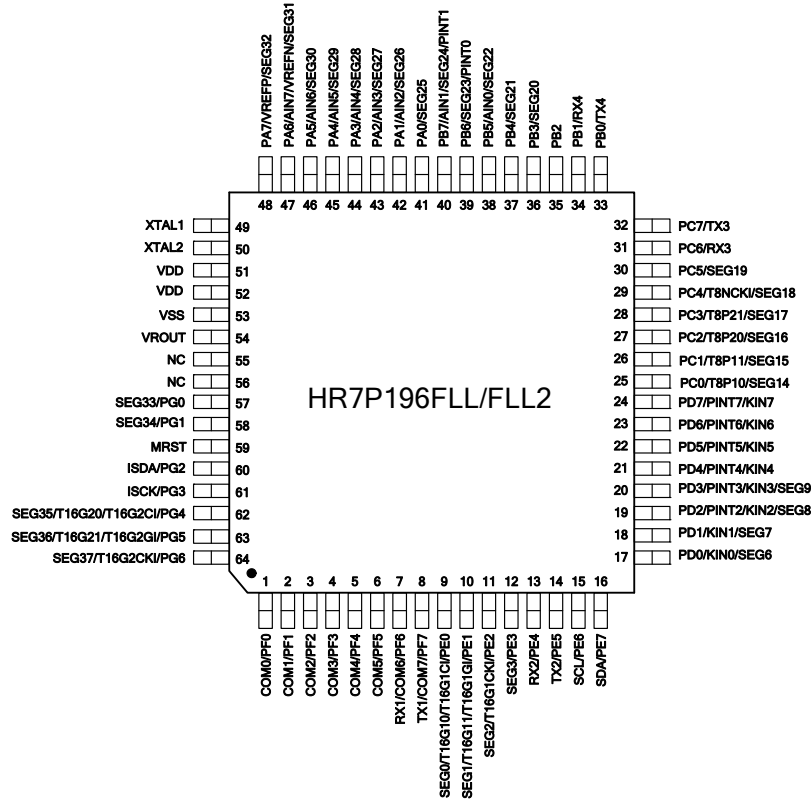 PA7/VREFP/SEG32
PA6/AIN7/VREFN/SEG31
PA5/AIN6/SEG30
PA4/AIN5/SEG29
PA3/AIN4/SEG28
PA2/AIN3/SEG27
PA1/AIN2/SEG26
PA0/SEG25
PB7/AIN1/SEG24/PINT1
PB6/SEG23/PINT0
PB5/AIN0/SEG22
PB4/SEG21
PB3/SEG20
PB2
PB1/RX4
PB0/TX4
48 47 46 45 44 43 42 41 40 39 38 37 36 35 34 33
XTAL1 49
XTAL2 50
VDD 51
VDD 52
VSS 53
VROUT 54
NC 55
NC 56
SEG33/PG0 57
SEG34/PG1 58
MRST 59
ISDA/PG2 60
ISCK/PG3 61
SEG35/T16G20/T16G2CI/PG4 62
SEG36/T16G21/T16G2GI/PG5 63
SEG37/T16G2CKI/PG6 64
HR7P196FLL/FLL2
32 PC7/TX3
31 PC6/RX3
30 PC5/SEG19
29 PC4/T8NCKI/SEG18
28 PC3/T8P21/SEG17
27 PC2/T8P20/SEG16
26 PC1/T8P11/SEG15
25 PC0/T8P10/SEG14
24 PD7/PINT7/KIN7
23 PD6/PINT6/KIN6
22 PD5/PINT5/KIN5
21 PD4/PINT4/KIN4
20 PD3/PINT3/KIN3/SEG9
19 PD2/PINT2/KIN2/SEG8
18 PD1/KIN1/SEG7
17 PD0/KIN0/SEG6
1 2 3 4 5 6 7 8 9 10 11 12 13 14 15 16
COM0/PF0
COM1/PF1
COM2/PF2
COM3/PF3
COM4/PF4
COM5/PF5
RX1/COM6/PF6
TX1/COM7/PF7
SEG0/T16G10/T16G1CI/PE0
SEG1/T16G11/T16G1GI/PE1
SEG2/T16G1CKI/PE2
SEG3/PE3
RX2/PE4
TX2/PE5
SCL/PE6
SDA/PE7